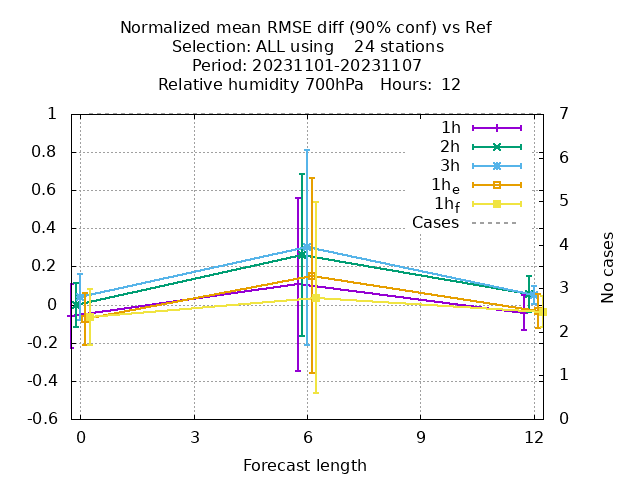 Normalized mean RMSE diff (90% conf) vs Ref
Selection: ALL using    24 stations
Period: 20231101-20231107
Relative humidity 700hPa   Hours:  12
1
0.8
0.6
0.4
0.2
0
-0.2
-0.4
-0.6
7
6
5
4
3
2
1
0
1h
2h
3h
1he
1hf
Cases
No cases
0
3
6
9
12
Forecast length